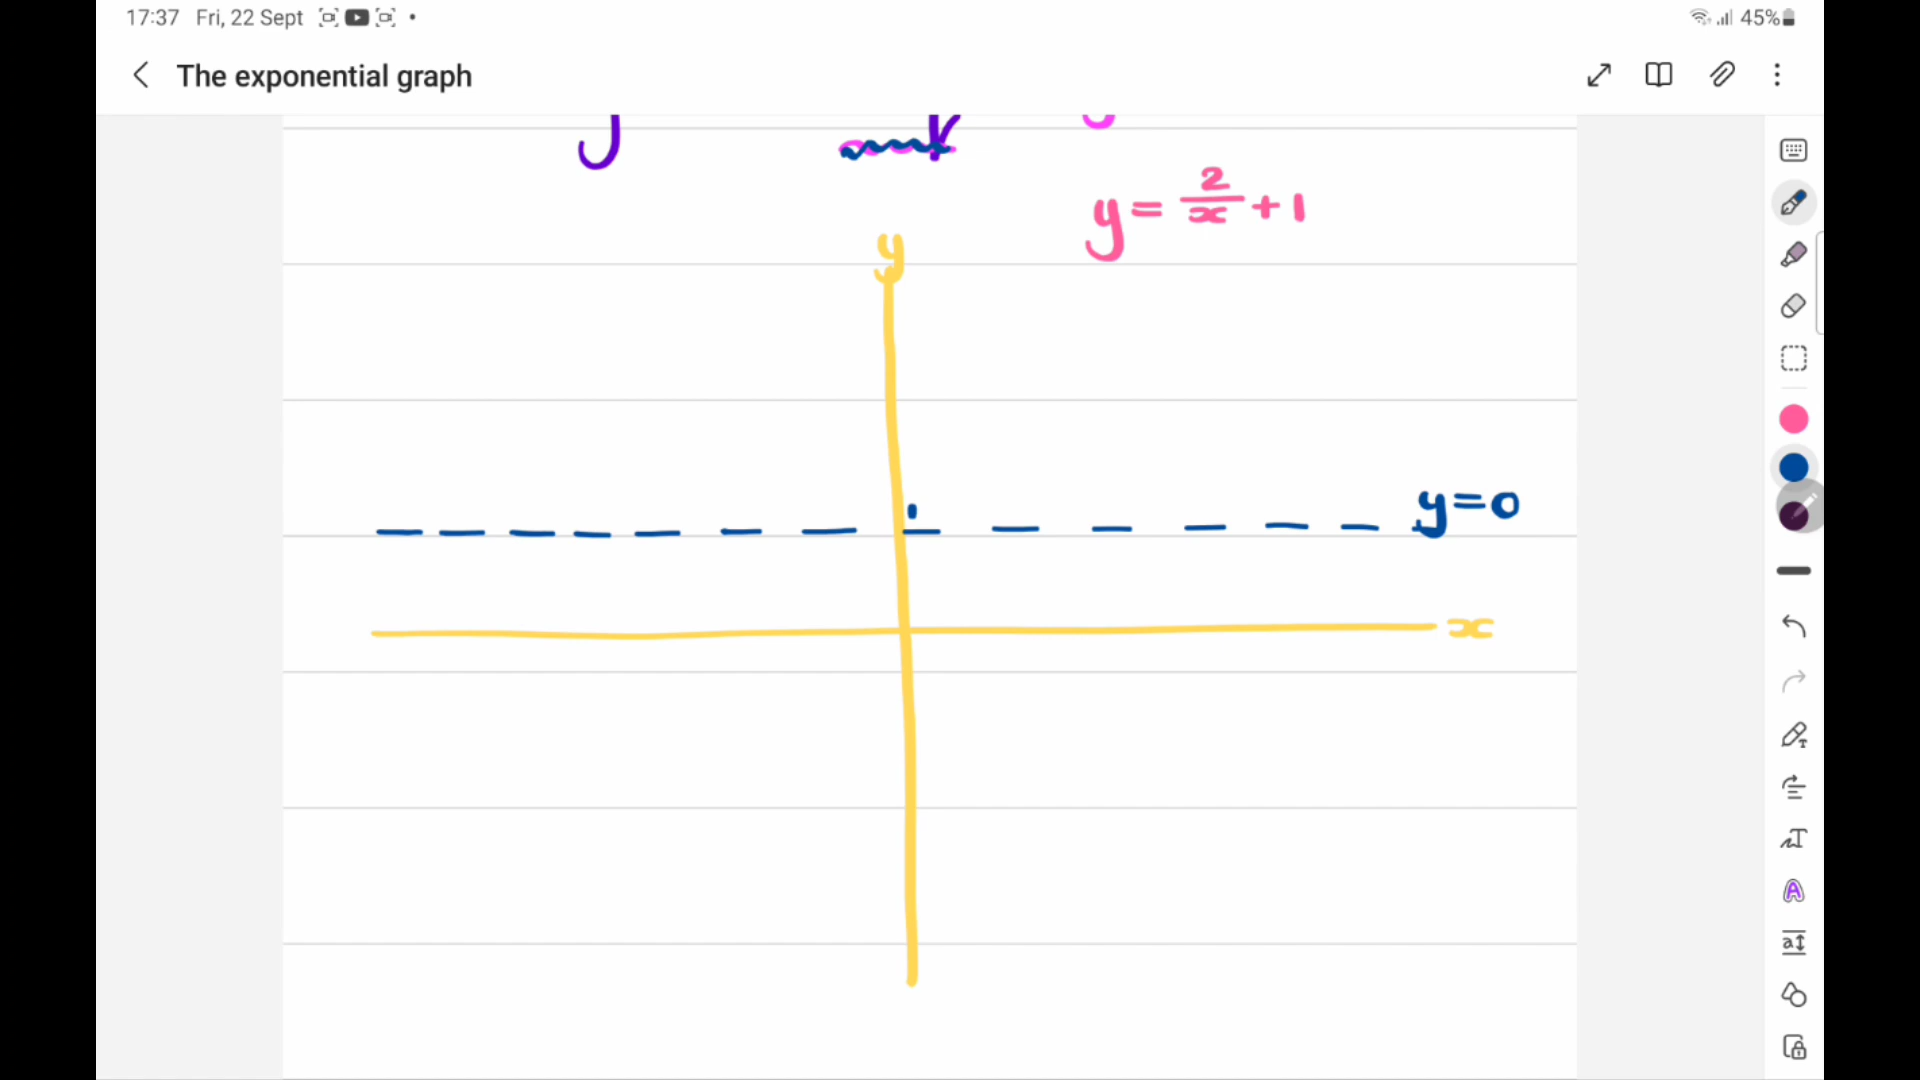 17:37 Fri, 22 Sept 45%
The exponential graph
y = 2/x + 1
y
y=0
x